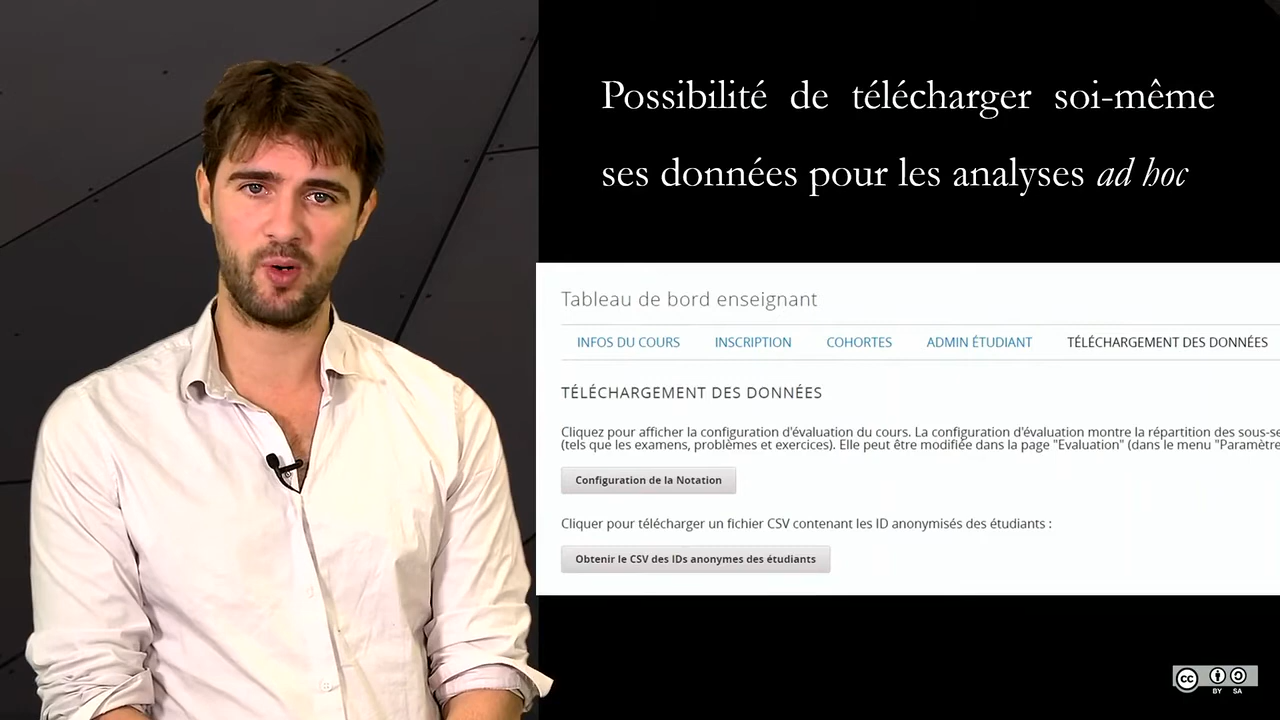 Possibilité de télécharger soi-même
ses données pour les analyses ad hoc
Tableau de bord enseignant
INFOS DU COURS INSCRIPTION COHORTES ADMIN ÉTUDIANT TÉLÉCHARGEMENT DES DONNÉES
TÉLÉCHARGEMENT DES DONNÉES
Cliquez pour afficher la configuration d'évaluation du cours. La configuration d'évaluation montre la répartition des sous-se
(tels que les examens, problèmes et exercices). Elle peut être modifiée dans la page "Evaluation" (dans le menu "Paramètre
Configuration de la Notation
Cliquer pour télécharger un fichier CSV contenant les ID anonymisés des étudiants :
Obtenir le CSV des IDs anonymes des étudiants
cc
BY SA